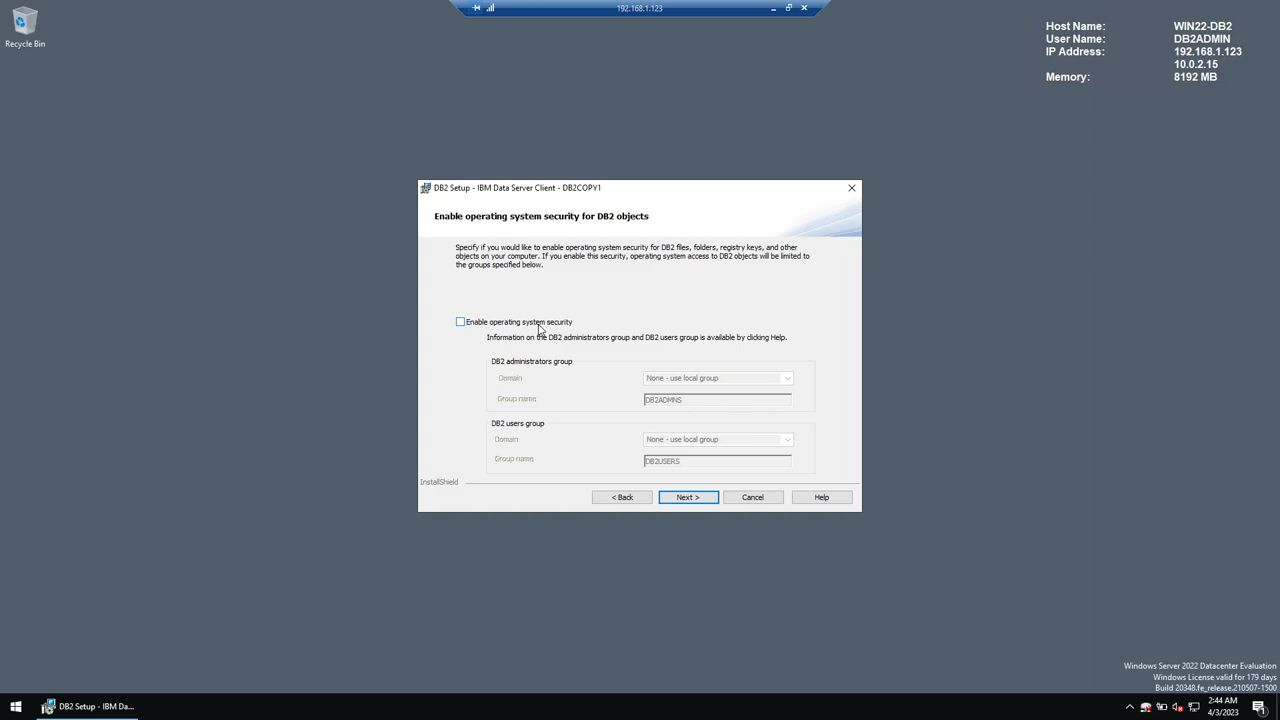 192.168.1.123
Recycle Bin
Host Name: WIN22-DB2
User Name: DB2ADMIN
IP Address: 192.168.1.123
10.0.2.15
Memory: 8192 MB
DB2 Setup - IBM Data Server Client - DB2COPY1
Enable operating system security for DB2 objects
Specify if you would like to enable operating system security for DB2 files, folders, registry keys, and other
objects on your computer. If you enable this security, operating system access to DB2 objects will be limited to
the groups specified below.
Enable operating system security
Information on the DB2 administrators group and DB2 users group is available by clicking Help.
DB2 administrators group
Domain None - use local group
Group name DB2ADMNS
DB2 users group
Domain None - use local group
Group name DB2USERS
InstallShield
< Back Next > Cancel Help
Windows Server 2022 Datacenter Evaluation
Windows License valid for 179 days
Build 20348.fe_release.210507-1500
DB2 Setup - IBM Da...
2:44 AM
4/3/2023
1